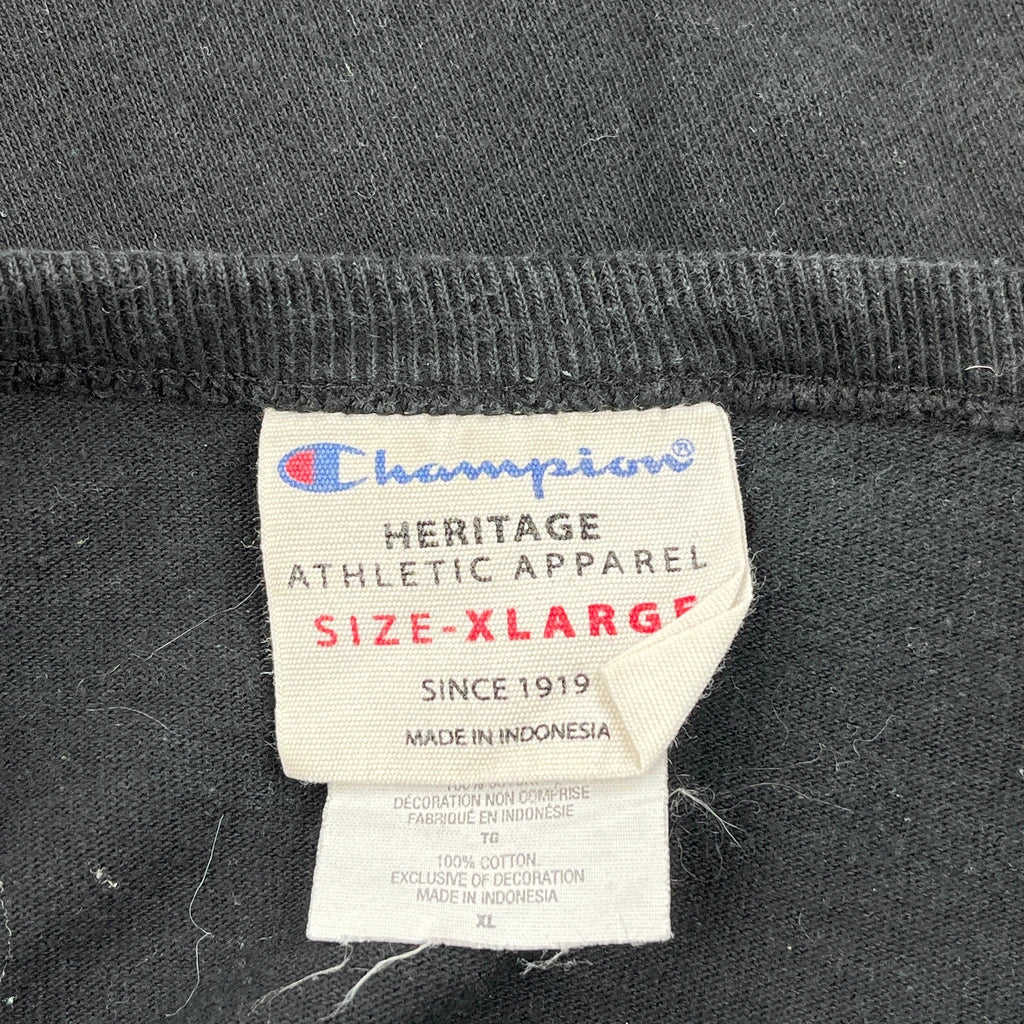 Champion®
HERITAGE
ATHLETIC APPAREL
SIZE-XLARGE
SINCE 1919
MADE IN INDONESIA
100%
DÉCORATION NON COMPRISE
FABRIQUÉ EN INDONÉSIE
TG
100% COTTON
EXCLUSIVE OF DECORATION
MADE IN INDONESIA
XL